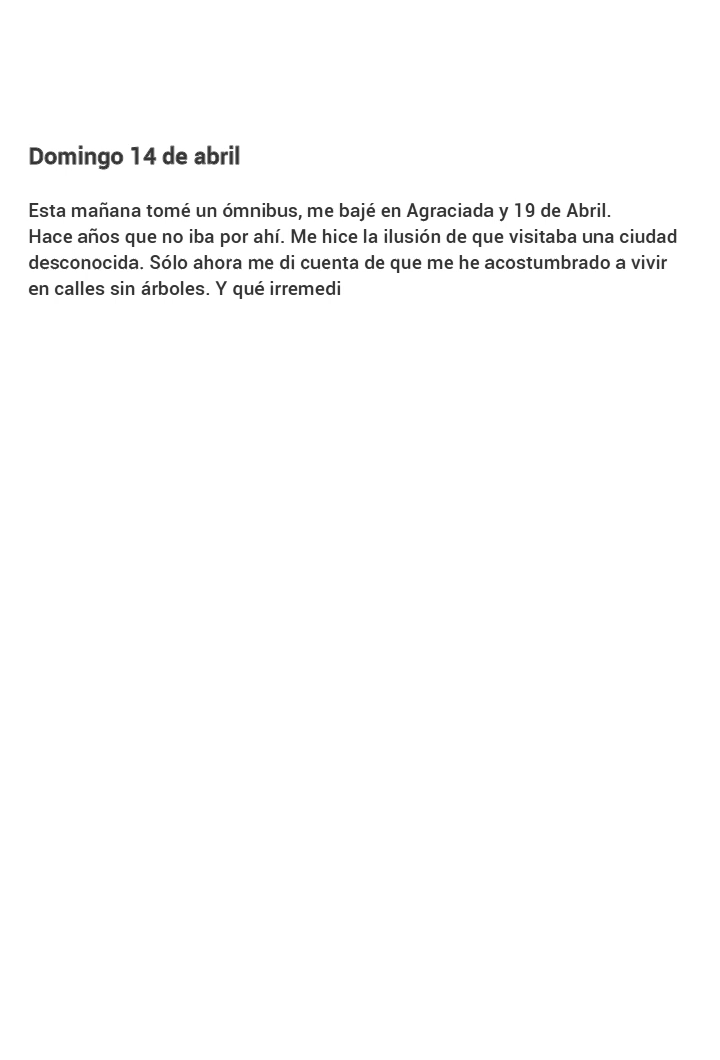 Domingo 14 de abril
Esta mañana tomé un ómnibus, me bajé en Agraciada y 19 de Abril.
Hace años que no iba por ahí. Me hice la ilusión de que visitaba una ciudad
desconocida. Sólo ahora me di cuenta de que me he acostumbrado a vivir
en calles sin árboles. Y qué irremedi